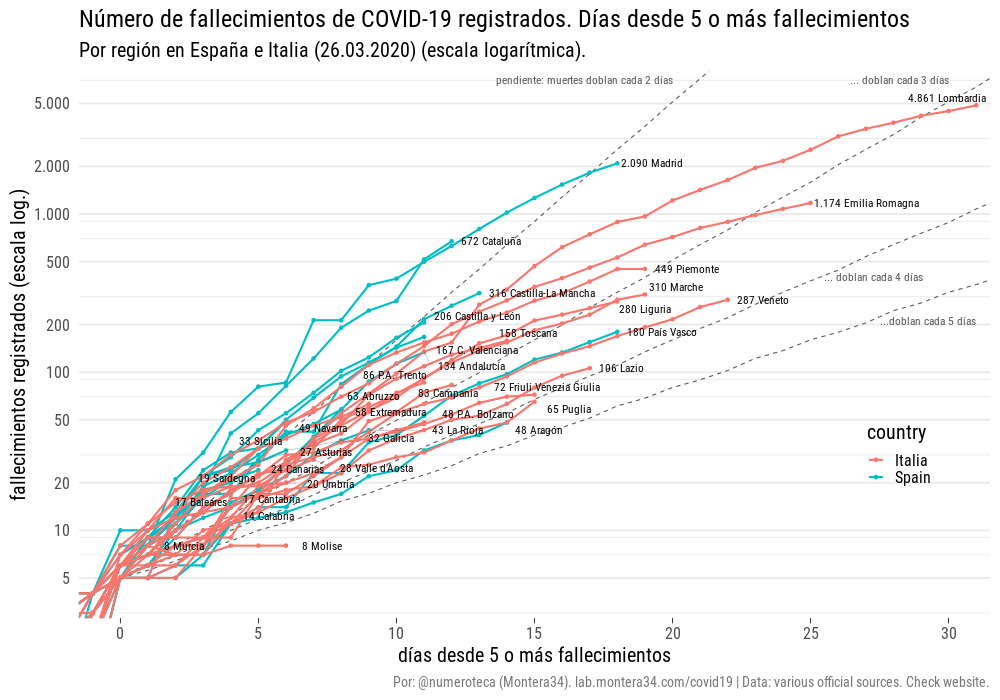 Número de fallecimientos de COVID-19 registrados. Días desde 5 o más fallecimientos
Por región en España e Italia (26.03.2020) (escala logarítmica).
pendiente: muertes doblan cada 2 días
... doblan cada 3 días
4.861 Lombardia
5.000
2.090 Madrid
2.000
1.174 Emilia Romagna
1.000
672 Cataluña
500
449 Piemonte
... doblan cada 4 días
310 Marche
316 Castilla-La Mancha
287 Veneto
280 Liguria
206 Castilla y León
...doblan cada 5 días
200
180 País Vasco
158 Toscana
167 C. Valenciana
134 Andalucía
106 Lazio
100
86 P.A. Trento
72 Friuli Venezia Giulia
83 Campania
63 Abruzzo
65 Puglia
58 Extremadura
48 P.A. Bolzano
50
49 Navarra
43 La Rioja
48 Aragón
32 Galicia
33 Sicilia
27 Asturias
24 Canarias
26 Valle d'Aosta
19 Sardegna
20 Umbria
20
17 Baleares
17 Cantabria
14 Calabria
10
8 Murcia
8 Molise
5
country
Italia
Spain
0
5
10
15
20
25
30
días desde 5 o más fallecimientos
fallecimientos registrados (escala log.)
Por: @numeroteca (Montera34). lab.montera34.com/covid19 | Data: various official sources. Check website.